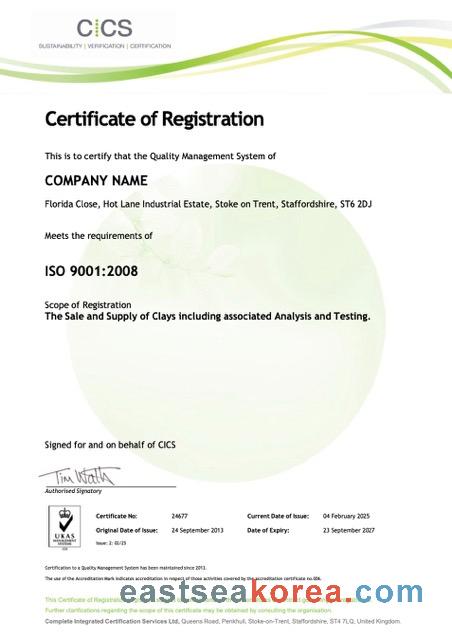 CICS
SUSTAINABILITY | VERIFICATION | CERTIFICATION
Certificate of Registration
This is to certify that the Quality Management System of
COMPANY NAME
Florida Close, Hot Lane Industrial Estate, Stoke on Trent, Staffordshire, ST6 2DJ
Meets the requirements of
ISO 9001:2008
Scope of Registration
The Sale and Supply of Clays including associated Analysis and Testing.
Signed for and on behalf of CICS
Authorised Signatory
UKAS
MANAGEMENT
SYSTEMS
Certificate No: 24677 Current Date of Issue: 04 February 2025
Original Date of Issue: 24 September 2013 Date of Expiry: 23 September 2027
Issue: 2: 02/25
Certification to a Quality Management System has been maintained since 2013.
The use of the Accreditation Mark indicates accreditation in respect of those activities covered by the accreditation certificate no.006.
This Certificate of
eastseakorea.com
Further clarifications regarding the scope of this certificate may be obtained by consulting the organisation.
Complete Integrated Certification Services Ltd, Queens Road, Penkhull, Stoke-on-Trent, Staffordshire, ST4 7LQ, United Kingdom.